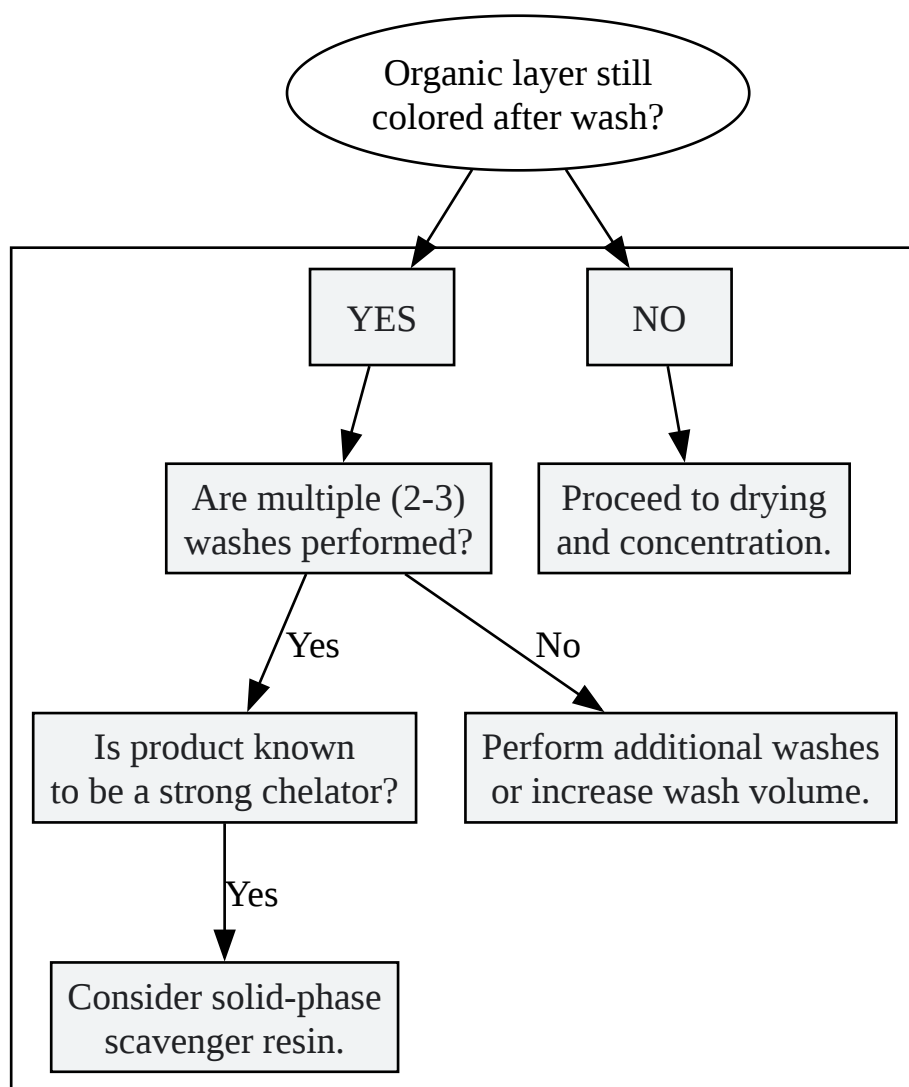 Organic layer still
colored after wash?
YES
NO
Are multiple (2-3)
washes performed?
Proceed to drying
and concentration.
Yes
No
Is product known
to be a strong chelator?
Perform additional washes
or increase wash volume.
Yes
Consider solid-phase
scavenger resin.